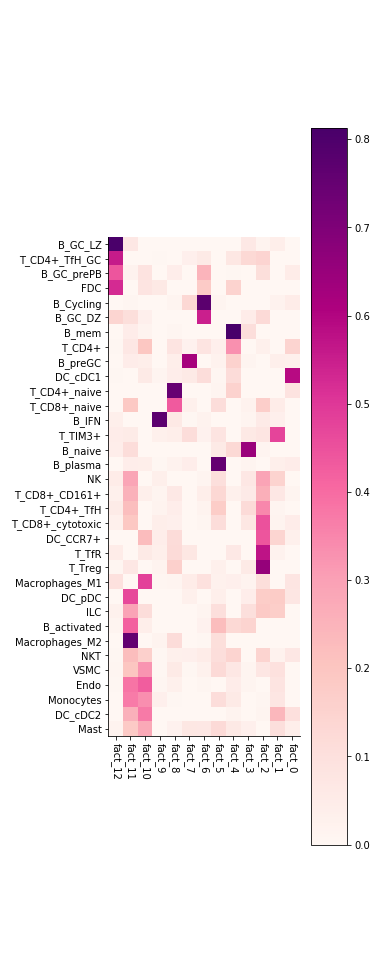 B_GC_LZ
T_CD4+_TfH_GC
B_GC_prePB
FDC
B_Cycling
B_GC_DZ
B_mem
T_CD4+
B_preGC
DC_cDC1
T_CD4+_naive
T_CD8+_naive
B_IFN
T_TIM3+
B_naive
B_plasma
NK
T_CD8+_CD161+
T_CD4+_TfH
T_CD8+_cytotoxic
DC_CCR7+
T_TfR
T_Treg
Macrophages_M1
DC_pDC
ILC
B_activated
Macrophages_M2
NKT
VSMC
Endo
Monocytes
DC_cDC2
Mast
fact_12
fact_11
fact_10
fact_9
fact_8
fact_7
fact_6
fact_5
fact_4
fact_3
fact_2
fact_1
fact_0
0.8
0.7
0.6
0.5
0.4
0.3
0.2
0.1
0.0